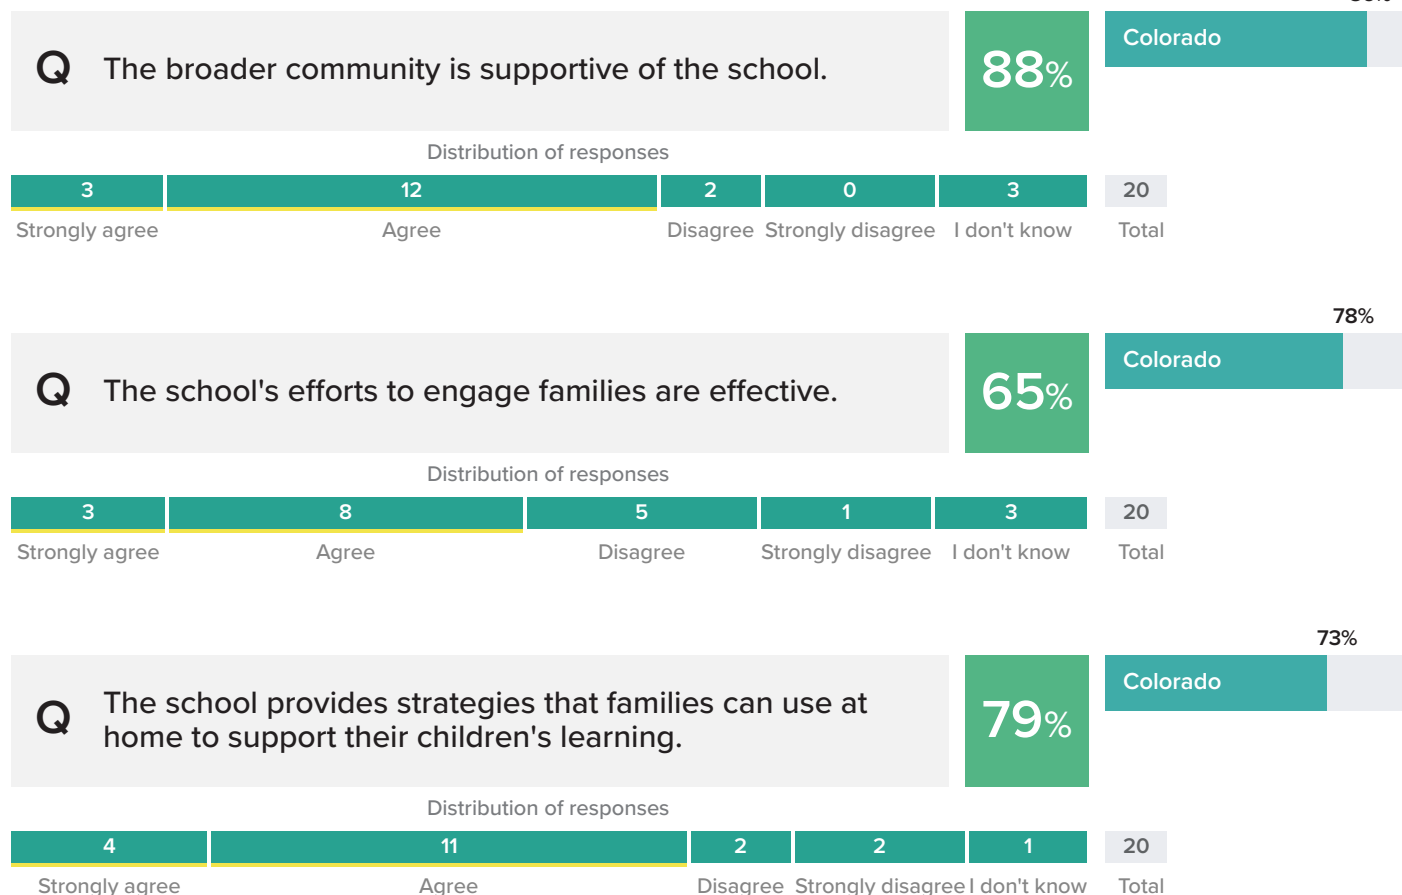 Q The broader community is supportive of the school. 88% Colorado
Distribution of responses
3 12 2 0 3 20
Strongly agree Agree Disagree Strongly disagree I don't know Total
78%
Q The school's efforts to engage families are effective. 65% Colorado
Distribution of responses
3 8 5 1 3 20
Strongly agree Agree Disagree Strongly disagree I don't know Total
73%
Q The school provides strategies that families can use at
home to support their children's learning. 79% Colorado
Distribution of responses
4 11 2 2 1 20
Strongly agree Agree Disagree Strongly disagree I don't know Total